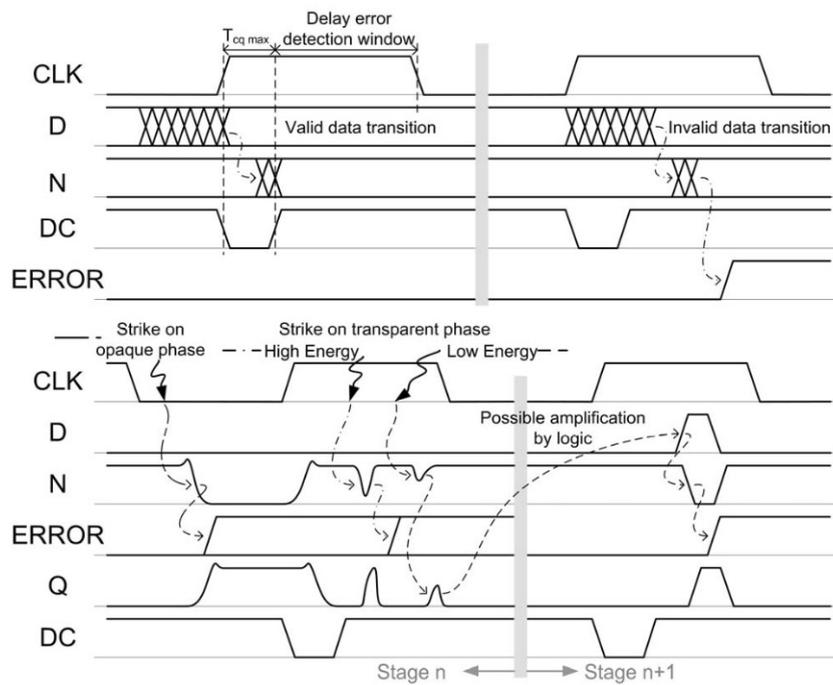 Tcq max
Delay error
detection window
CLK
D
Valid data transition
Invalid data transition
N
DC
ERROR
Strike on
opaque phase
Strike on transparent phase
High Energy
Low Energy
CLK
Possible amplification
by logic
D
N
ERROR
Q
DC
Stage n
Stage n+1